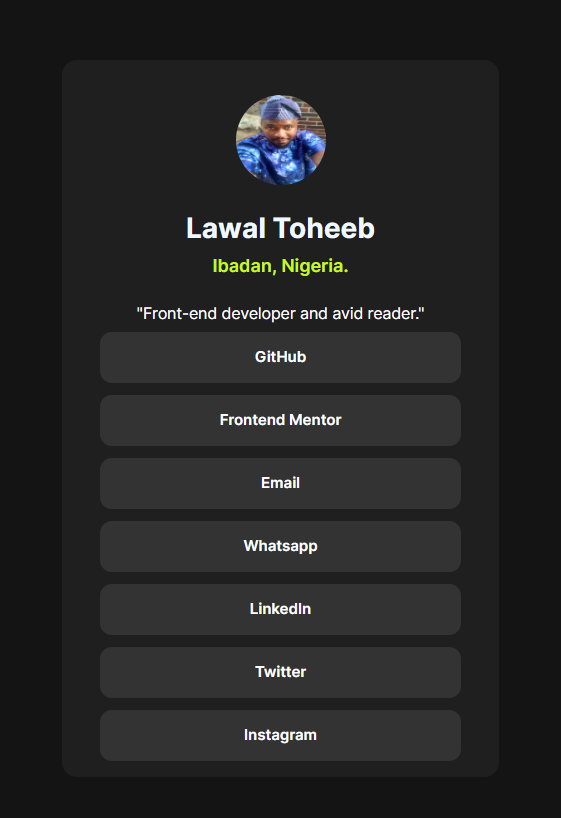 Lawal Toheeb
Ibadan, Nigeria.
"Front-end developer and avid reader."
GitHub
Frontend Mentor
Email
Whatsapp
LinkedIn
Twitter
Instagram